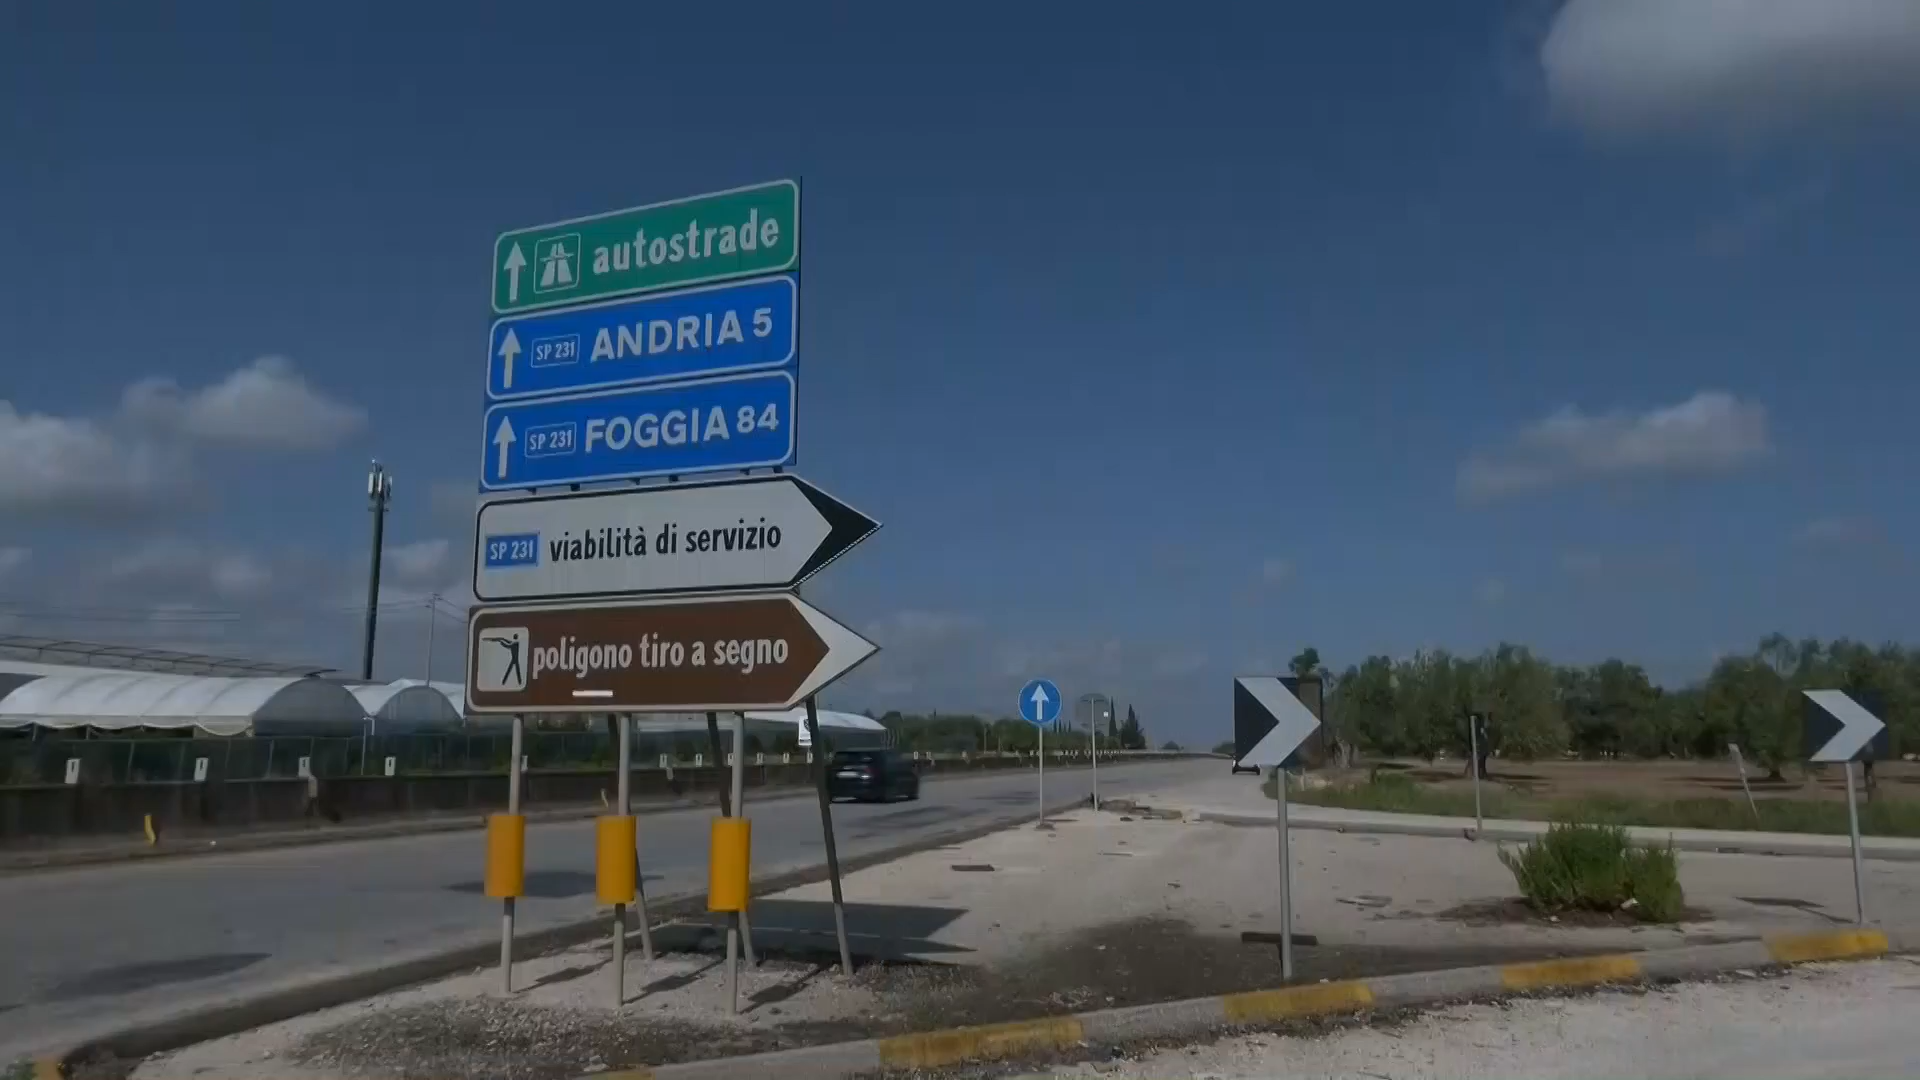 autostrade
SP 231 ANDRIA 5
SP 231 FOGGIA 84
SP 231 viabilità di servizio
poligono tiro a segno